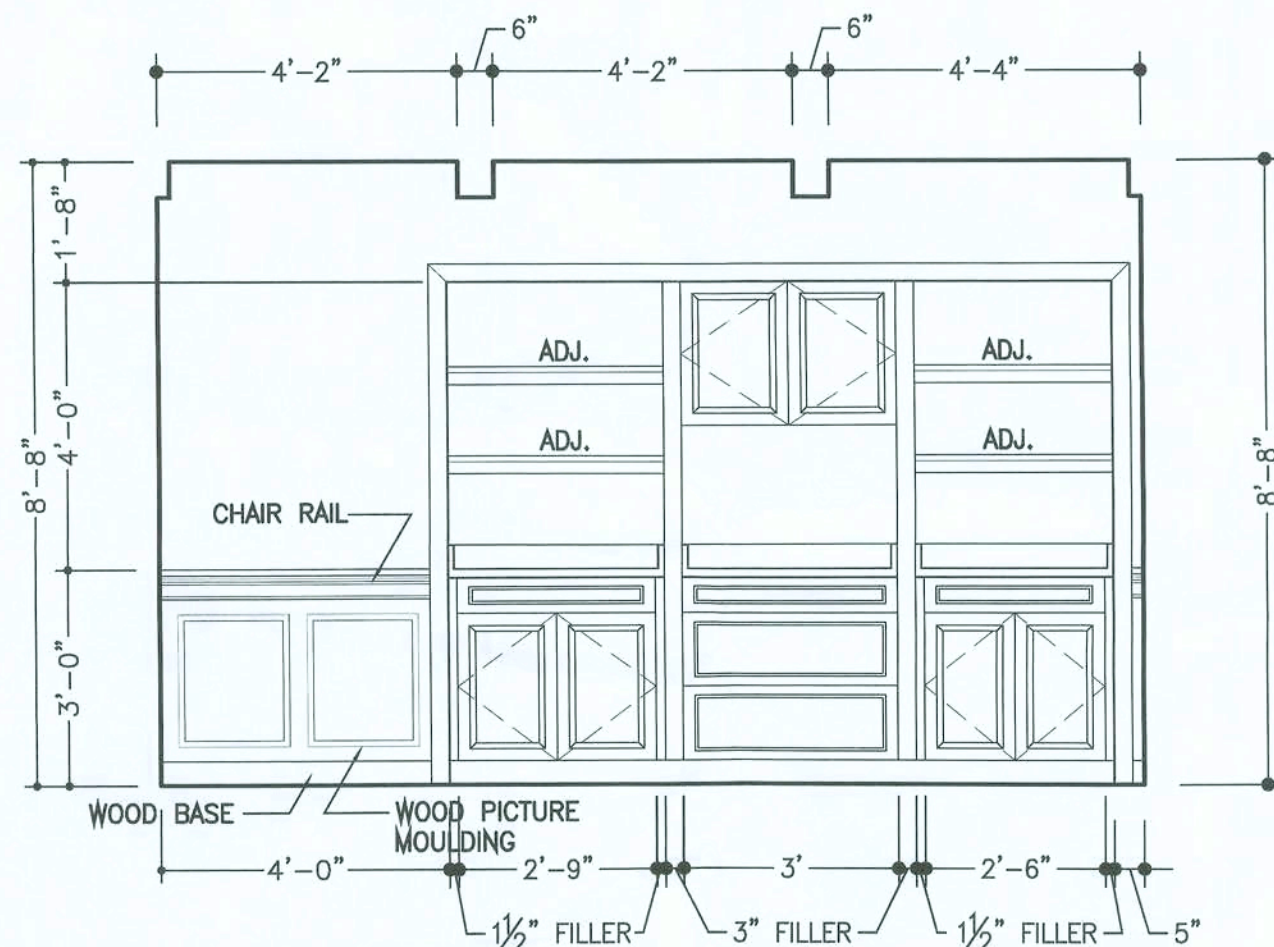 6"
6"
4'-2"
4'-2"
4'-4"
1'-8"
8'-8"
4'-0"
3'-0"
8'-8"
ADJ.
ADJ.
ADJ.
ADJ.
CHAIR RAIL
WOOD BASE
WOOD PICTURE
MOULDING
4'-0"
2'-9"
3'
2'-6"
1½" FILLER
3" FILLER
1½" FILLER
5"